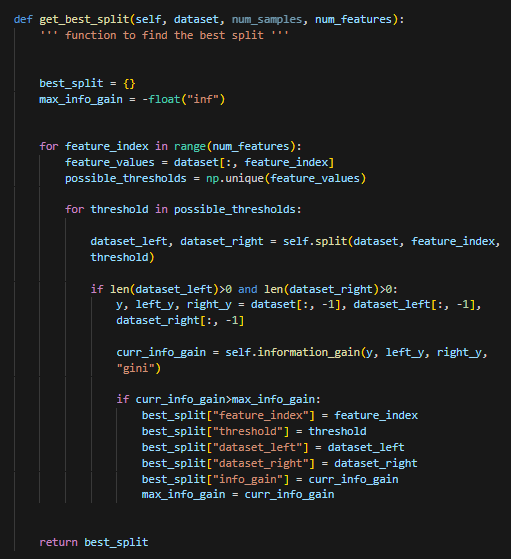 def get_best_split(self, dataset, num_samples, num_features):
    ''' function to find the best split '''
    best_split = {}
    max_info_gain = -float("inf")
    for feature_index in range(num_features):
        feature_values = dataset[:, feature_index]
        possible_thresholds = np.unique(feature_values)
        for threshold in possible_thresholds:
            dataset_left, dataset_right = self.split(dataset, feature_index,
            threshold)
            if len(dataset_left)>0 and len(dataset_right)>0:
                y, left_y, right_y = dataset[:, -1], dataset_left[:, -1],
                dataset_right[:, -1]
                curr_info_gain = self.information_gain(y, left_y, right_y,
                "gini")
                if curr_info_gain>max_info_gain:
                    best_split["feature_index"] = feature_index
                    best_split["threshold"] = threshold
                    best_split["dataset_left"] = dataset_left
                    best_split["dataset_right"] = dataset_right
                    best_split["info_gain"] = curr_info_gain
                    max_info_gain = curr_info_gain
    return best_split